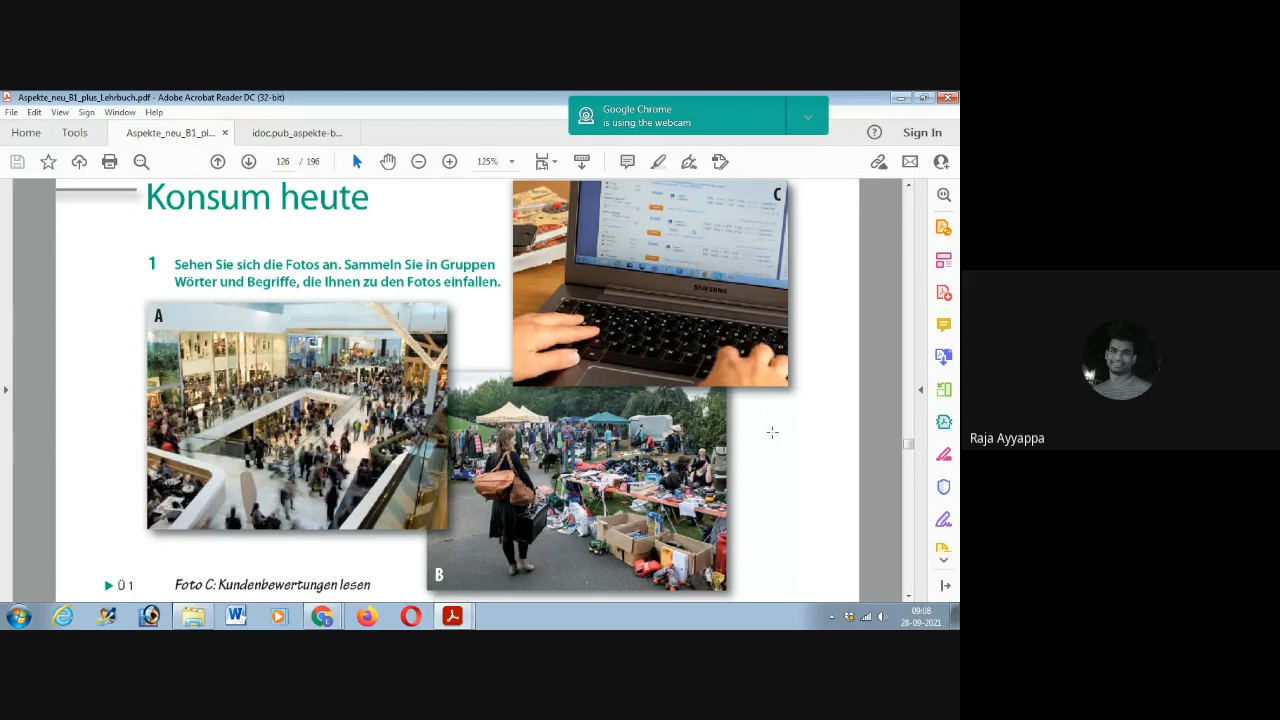 Aspekte_neu_B1_plus_Lehrbuch.pdf - Adobe Acrobat Reader DC (32-bit)
File Edit View Sign Window Help
Google Chrome
is using the webcam
Home Tools Aspekte_neu_B1_pl... × idoc.pub_aspekte-b... Sign In
126 / 196 125%
Konsum heute
C
1 Sehen Sie sich die Fotos an. Sammeln Sie in Gruppen
Wörter und Begriffe, die Ihnen zu den Fotos einfallen.
SAMSUNG
A
B
▶ Ü 1 Foto C: Kundenbewertungen lesen
09:08
28-09-2021
Raja Ayyappa